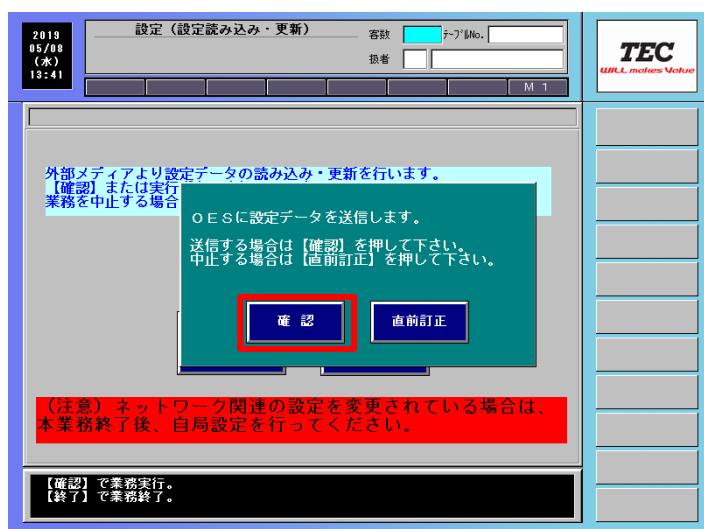 2019
05/08
(水)
13:41
設定（設定読み込み・更新）
客数
ﾃｰﾌﾞﾙNo.
扱者
M 1
TEC
WILL makes Value
外部メディアより設定データの読み込み・更新を行います。
【確認】または実行
業務を中止する場合
ＯＥＳに設定データを送信します。
送信する場合は【確認】を押して下さい。
中止する場合は【直前訂正】を押して下さい。
確 認
直前訂正
（注意）ネットワーク関連の設定を変更されている場合は、
本業務終了後、自局設定を行ってください。
【確認】で業務実行。
【終了】で業務終了。